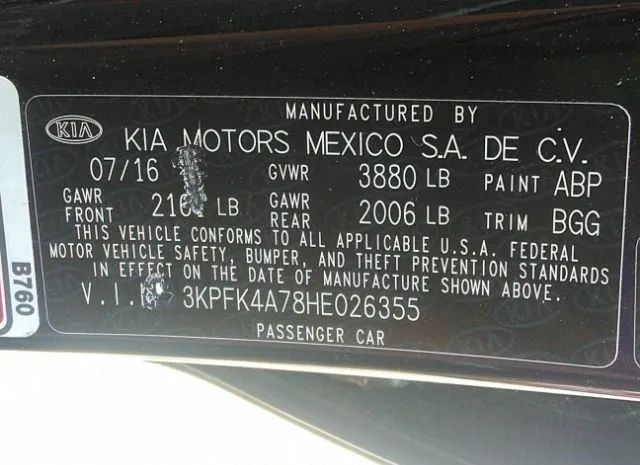 MANUFACTURED BY
KIA KIA MOTORS MEXICO S.A. DE C.V.
07/16 GVWR 3880 LB PAINT ABP
GAWR FRONT LB GAWR REAR 2006 LB TRIM BGG
THIS VEHICLE CONFORMS TO ALL APPLICABLE U.S.A. FEDERAL
MOTOR VEHICLE SAFETY, BUMPER, AND THEFT PREVENTION STANDARDS
IN EFFECT ON THE DATE OF MANUFACTURE SHOWN ABOVE.
V.I.N 3KPFK4A78HE026355
PASSENGER CAR
B760